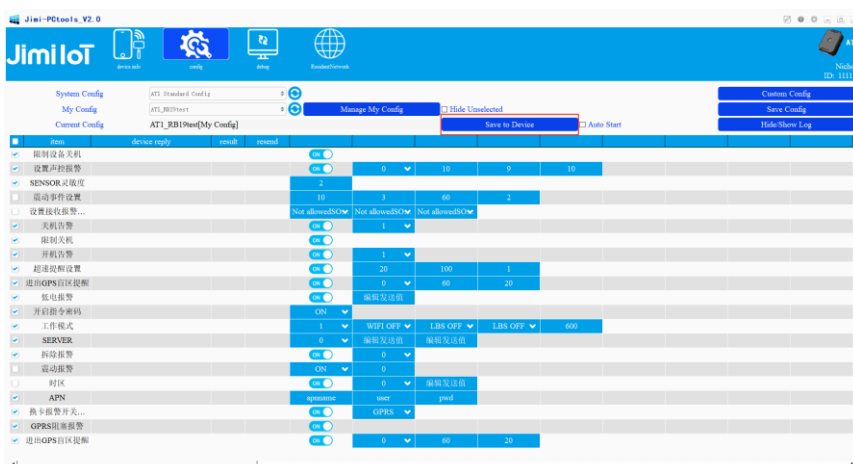 Jimi-PCtools_V2.0
JimiIoT
device info config debug ResidentNetwork
AT1
ID: 1111
System Config AT1 Standard Config Custom Config
My Config AT1_RB19test Manage My Config Hide Unselected Save Config
Current Config AT1_RB19test[My Config] Save to Device Auto Start Hide/Show Log
item device reply result resend
限制设备关机 ON
设置声控报警 ON 0 10 9 10
SENSOR灵敏度 2
震动事件设置 10 3 60 2
设置接收报警... Not allowedSO Not allowedSO Not allowedSO
关机告警 ON 1
限制关机 ON
开机告警 ON 1
超速提醒设置 20 100 1
进出GPS盲区提醒 ON 0 60 20
低电报警 ON 编辑发送值
开启指令密码 ON
工作模式 1 WIFI OFF LBS OFF LBS OFF 600
SERVER 0 编辑发送值 编辑发送值
拆除报警 ON 0
震动报警 ON 0
时区 ON 0 编辑发送值
APN apnname user pwd
换卡报警开关... ON GPRS
GPRS阻塞报警 ON
进出GPS盲区提醒 ON 0 60 20